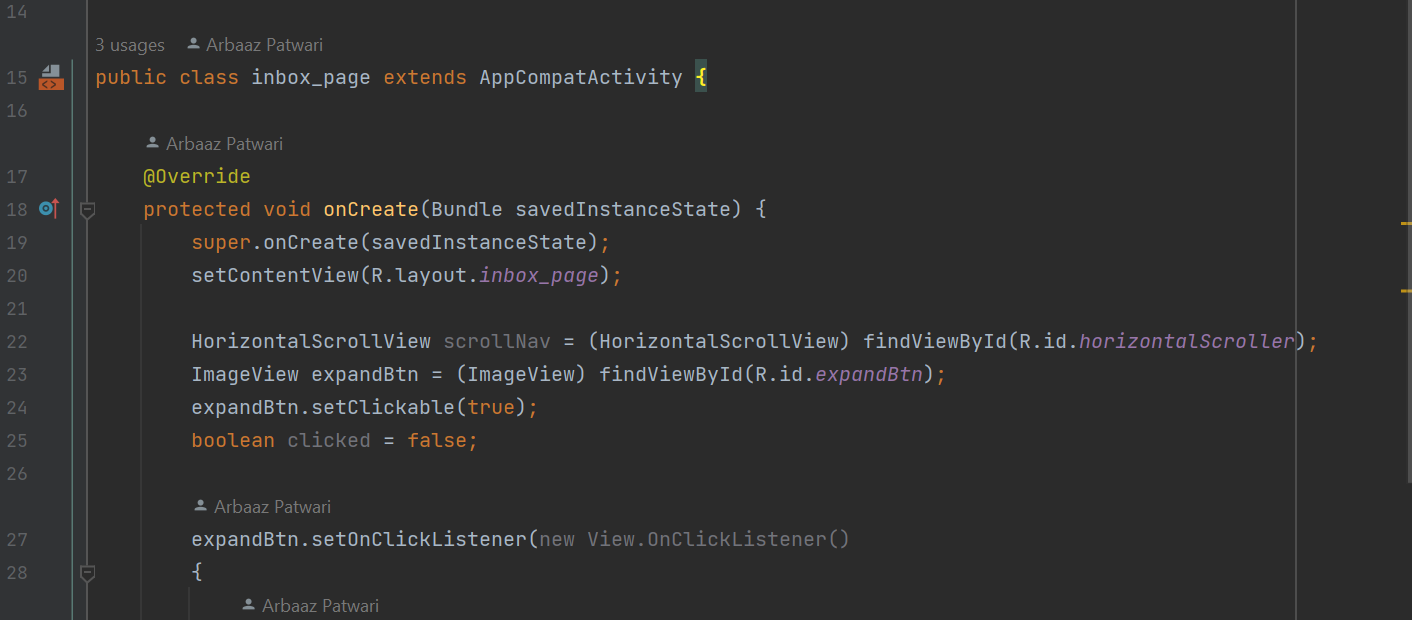 14
3 usages Arbaaz Patwari
15 public class inbox_page extends AppCompatActivity {
16
Arbaaz Patwari
17 @Override
18 protected void onCreate(Bundle savedInstanceState) {
19 super.onCreate(savedInstanceState);
20 setContentView(R.layout.inbox_page);
21
22 HorizontalScrollView scrollNav = (HorizontalScrollView) findViewById(R.id.horizontalScroller);
23 ImageView expandBtn = (ImageView) findViewById(R.id.expandBtn);
24 expandBtn.setClickable(true);
25 boolean clicked = false;
26
Arbaaz Patwari
27 expandBtn.setOnClickListener(new View.OnClickListener()
28 {
Arbaaz Patwari